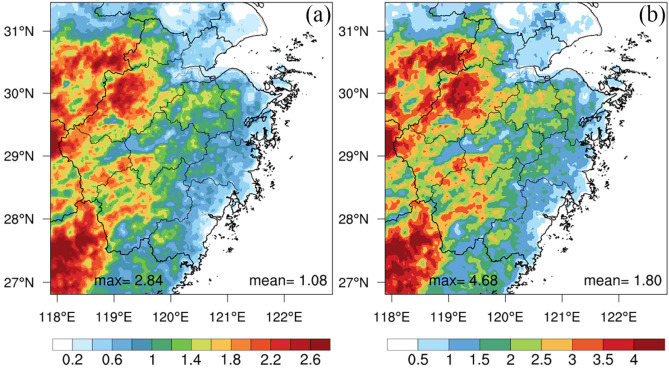 (a) (b)
31°N 31°N
30°N 30°N
29°N 29°N
28°N 28°N
27°N 27°N
max= 2.84 mean= 1.08 max= 4.68 mean= 1.80
118°E 119°E 120°E 121°E 122°E 118°E 119°E 120°E 121°E 122°E
0.2 0.6 1 1.4 1.8 2.2 2.6 0.5 1 1.5 2 2.5 3 3.5 4